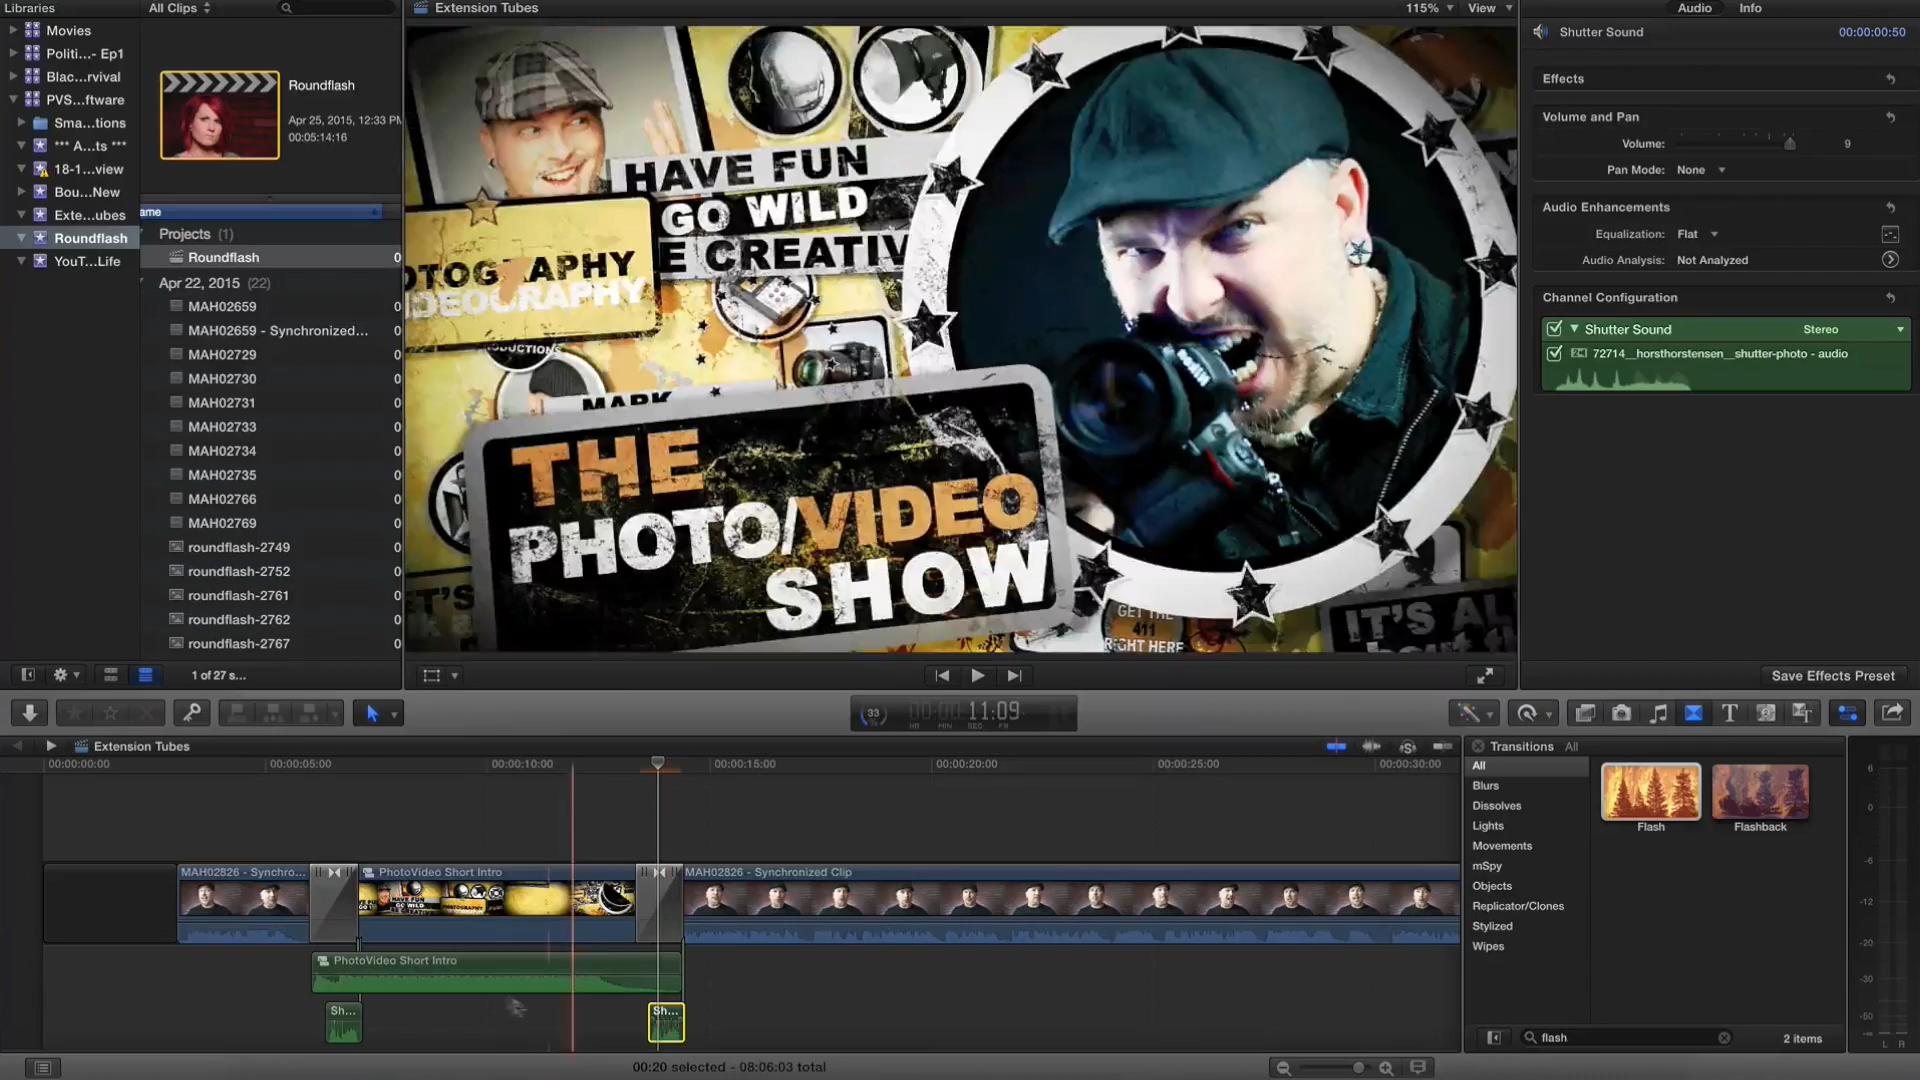 Libraries
All Clips
Extension Tubes
115%
View
Audio
Info
Movies
Politi...- Ep1
Blac...rvival
PVS...ftware
Sma...tions
*** A...ts ***
18-1...view
Bou...New
Exte...ubes
Roundflash
YouT...Life
Roundflash
Apr 25, 2015, 12:33 PM
00:05:14:16
ame
Projects (1)
Roundflash
0
Apr 22, 2015 (22)
MAH02659
0
MAH02659 - Synchronized...
0
MAH02729
0
MAH02730
0
MAH02731
0
MAH02733
0
MAH02734
0
MAH02735
0
MAH02766
0
MAH02769
0
roundflash-2749
0
roundflash-2752
0
roundflash-2761
0
roundflash-2762
0
roundflash-2767
0
1 of 27 s...
HAVE FUN
GO WILD
E CREATIV
OTOGRAPHY
IDEOGRAPHY
ODUCTIONS
MARK
THE
PHOTO/VIDEO
SHOW
GET THE
411
RIGHT HERE
IT'S AL
Shutter Sound
00:00:00:50
Effects
Volume and Pan
Volume:
9
Pan Mode: None
Audio Enhancements
Equalization: Flat
Audio Analysis: Not Analyzed
Channel Configuration
Shutter Sound
Stereo
72714__horsthorstensen__shutter-photo - audio
Save Effects Preset
33
00:00:11:09
HR MIN SEC FR
Extension Tubes
00:00:00:00
00:00:05:00
00:00:10:00
00:00:15:00
00:00:20:00
00:00:25:00
00:00:30:00
MAH02826 - Synchro...
PhotoVideo Short Intro
MAH02826 - Synchronized Clip
PhotoVideo Short Intro
Sh...
Sh...
Transitions
All
All
Blurs
Dissolves
Lights
Movements
mSpy
Objects
Replicator/Clones
Stylized
Wipes
Flash
Flashback
flash
2 items
6
0
-6
-12
-20
-30
-50
L R
00:20 selected - 08:06:03 total